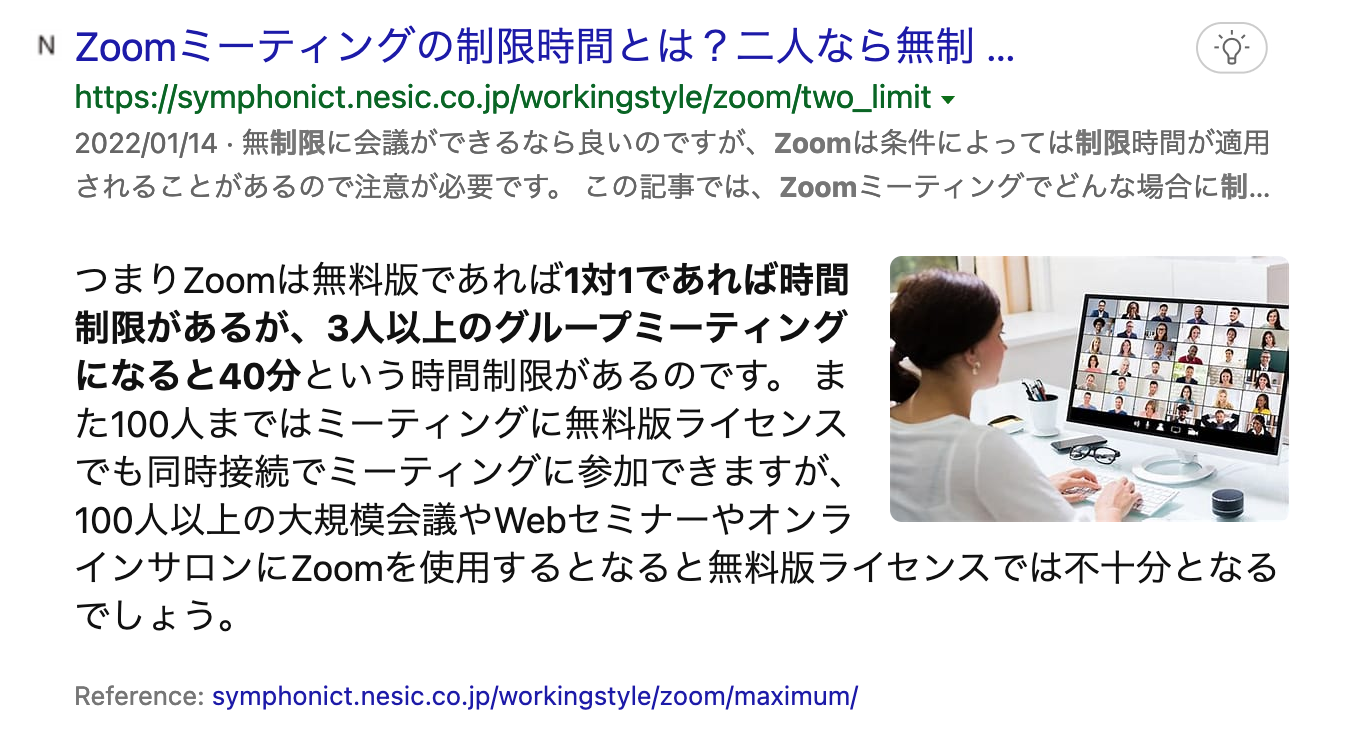 N Zoomミーティングの制限時間とは？二人なら無制 ...
https://symphonict.nesic.co.jp/workingstyle/zoom/two_limit
2022/01/14 · 無制限に会議ができるなら良いのですが、Zoomは条件によっては制限時間が適用
されることがあるので注意が必要です。 この記事では、Zoomミーティングでどんな場合に制...
つまりZoomは無料版であれば1対1であれば時間
制限があるが、3人以上のグループミーティング
になると40分という時間制限があるのです。 ま
た100人まではミーティングに無料版ライセンス
でも同時接続でミーティングに参加できますが、
100人以上の大規模会議やWebセミナーやオンラ
インサロンにZoomを使用するとなると無料版ライセンスでは不十分となる
でしょう。
Reference: symphonict.nesic.co.jp/workingstyle/zoom/maximum/